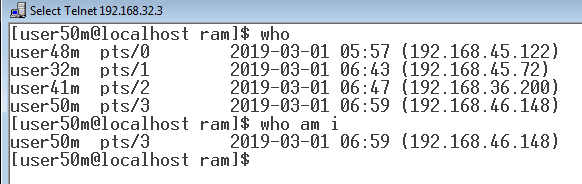 Select Telnet 192.168.32.3
[user50m@localhost ram]$ who
user48m  pts/0        2019-03-01 05:57 (192.168.45.122)
user32m  pts/1        2019-03-01 06:43 (192.168.45.72)
user41m  pts/2        2019-03-01 06:47 (192.168.36.200)
user50m  pts/3        2019-03-01 06:59 (192.168.46.148)
[user50m@localhost ram]$ who am i
user50m  pts/3        2019-03-01 06:59 (192.168.46.148)
[user50m@localhost ram]$